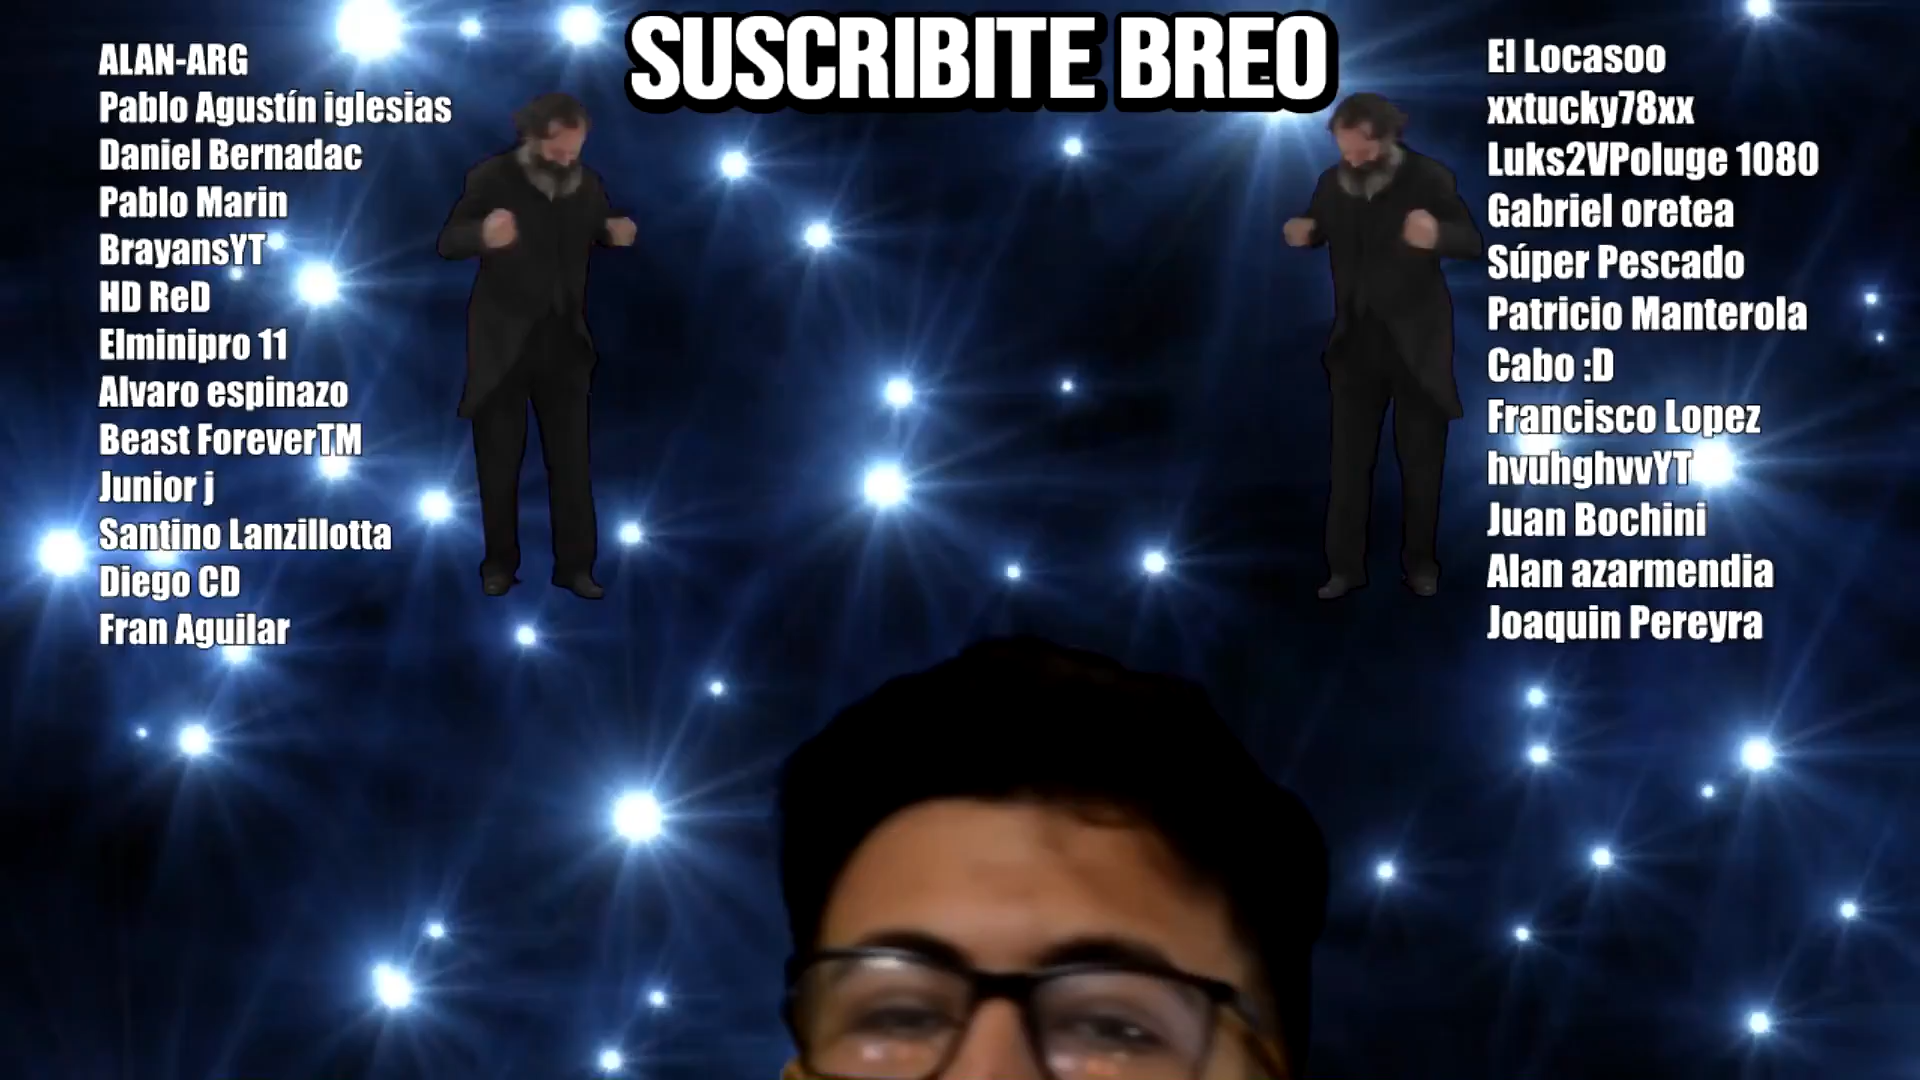 SUSCRIBITE BREO
ALAN-ARG
Pablo Agustín iglesias
Daniel Bernadac
Pablo Marin
BrayansYT
HD ReD
Elminipro 11
Alvaro espinazo
Beast ForeverTM
Junior j
Santino Lanzillotta
Diego CD
Fran Aguilar
El Locasoo
xxtucky78xx
Luks2VPoluge 1080
Gabriel oretea
Súper Pescado
Patricio Manterola
Cabo :D
Francisco Lopez
hvuhghvvYT
Juan Bochini
Alan azarmendia
Joaquin Pereyra